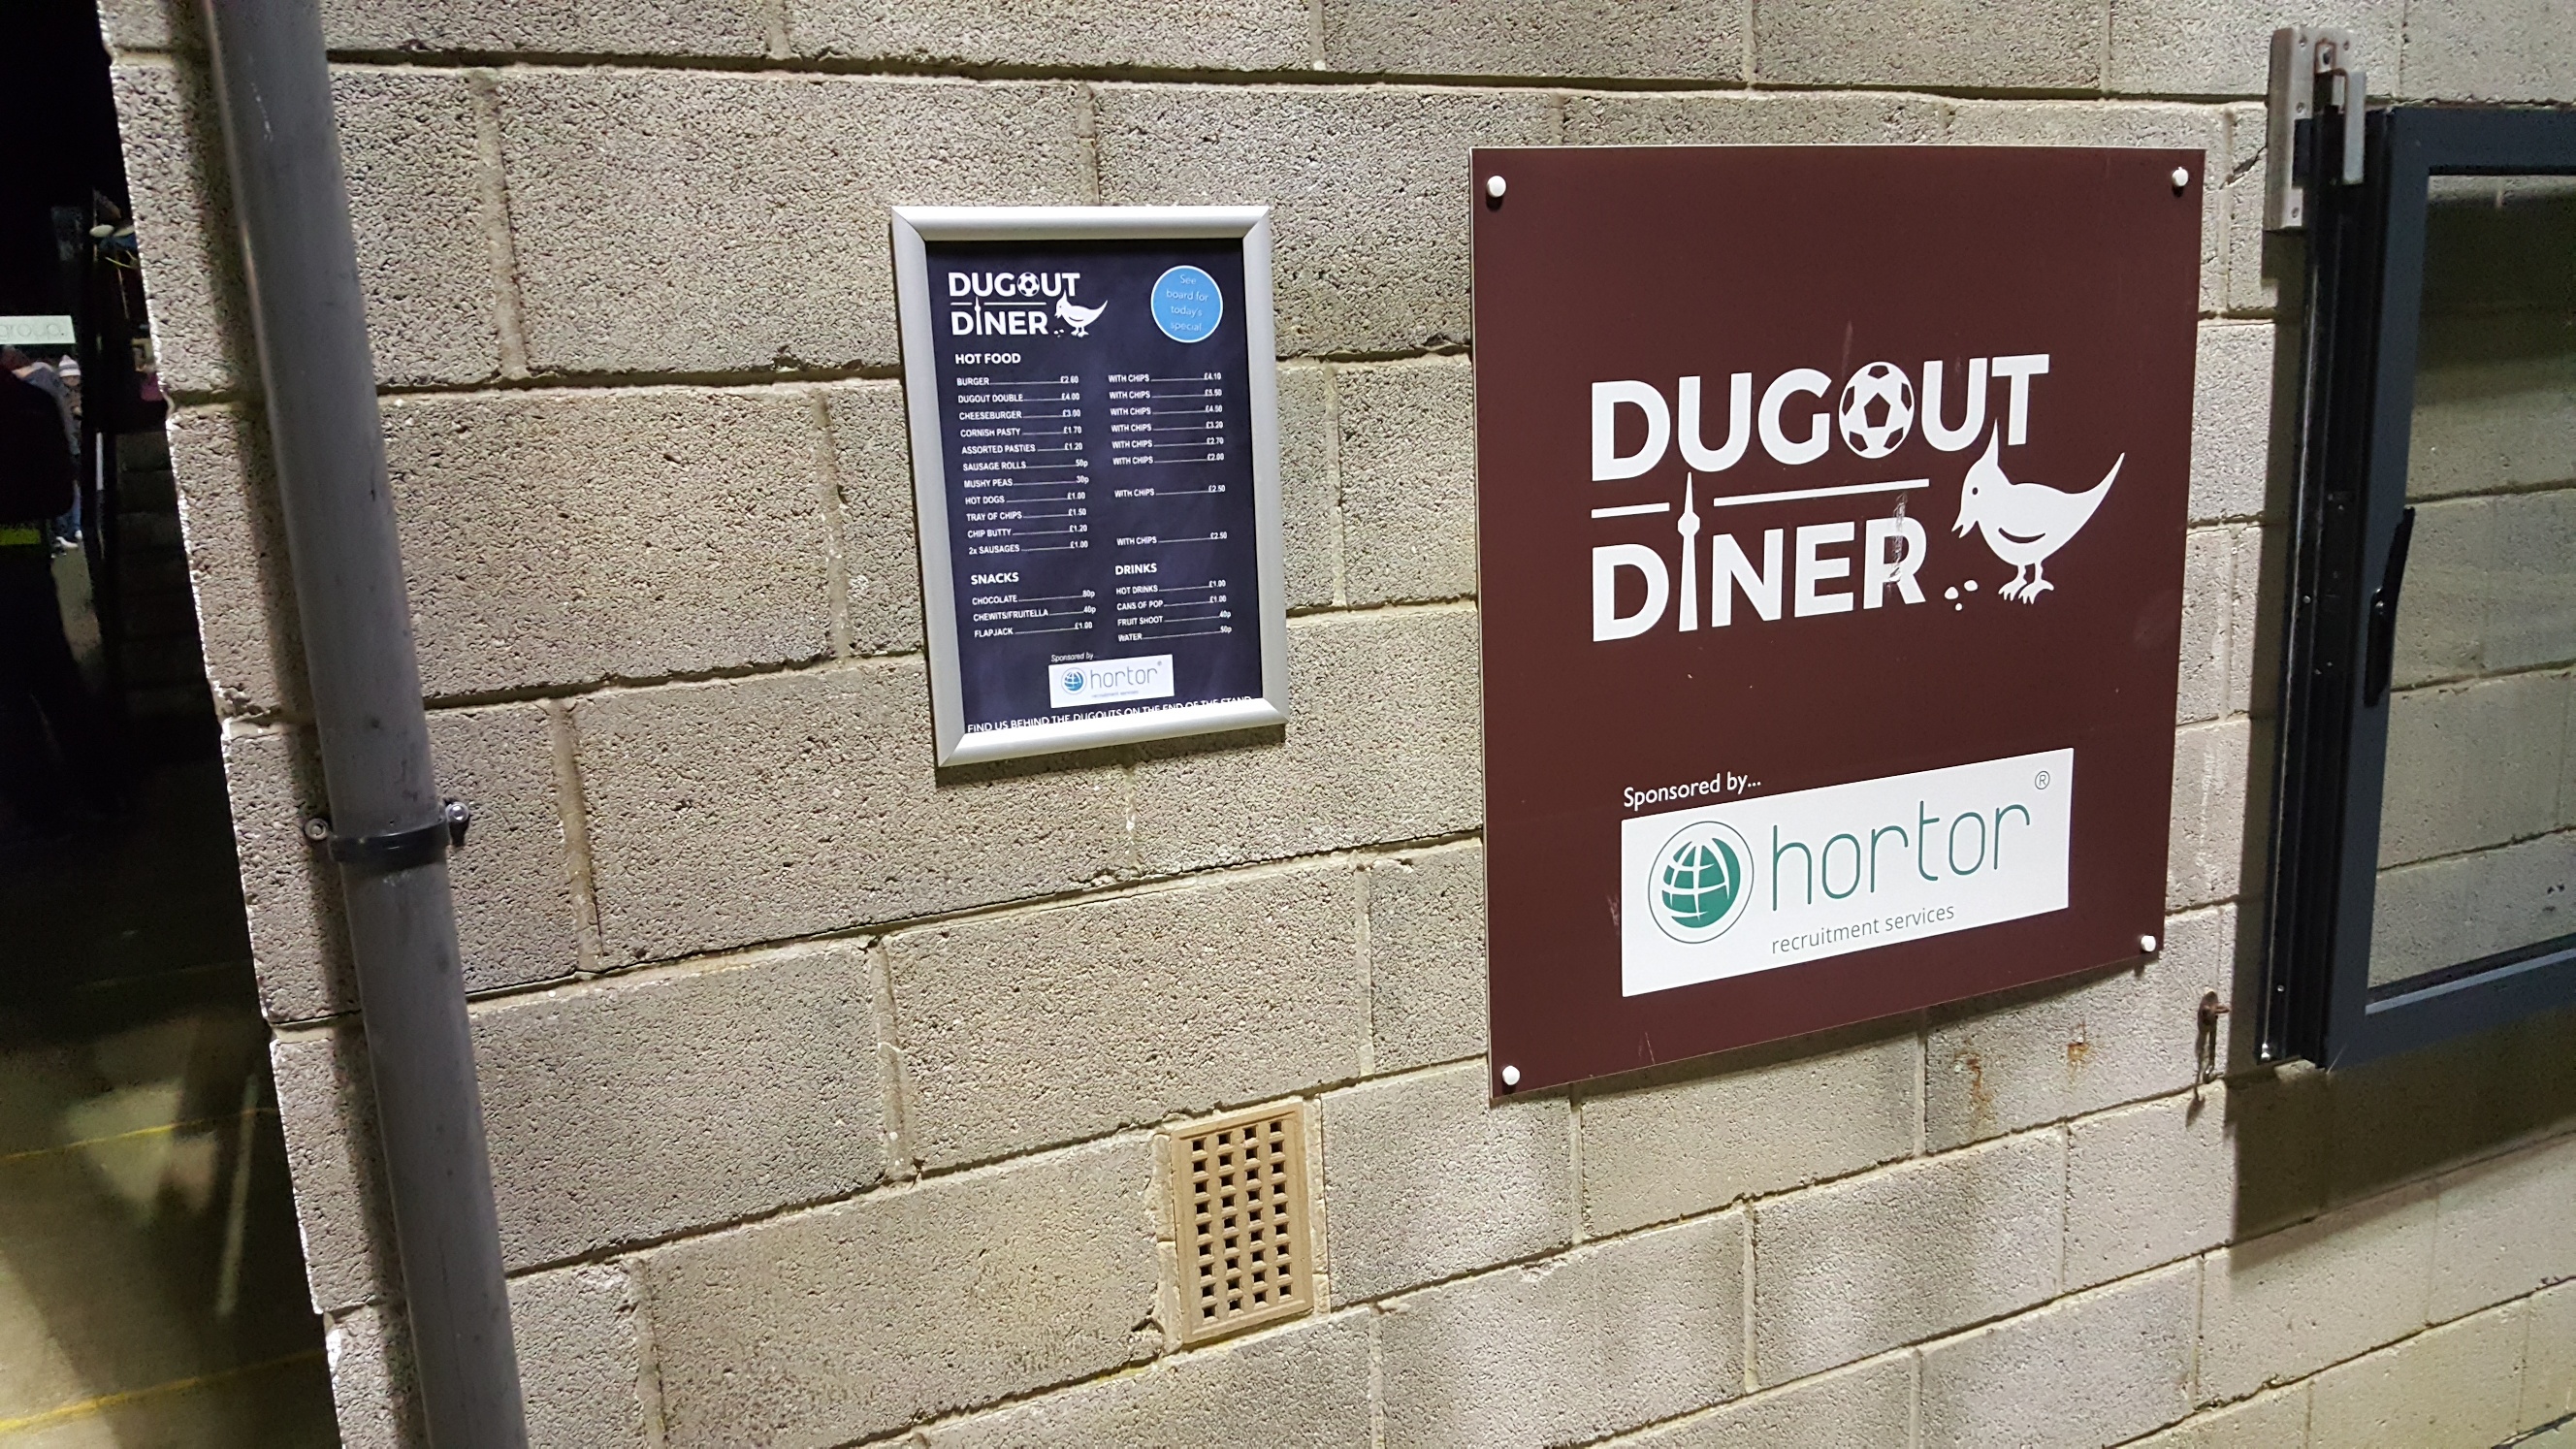 group.
DUGOUT
DINER
See
board for
today's
special
HOT FOOD
BURGER £2.60 WITH CHIPS £4.10
DUGOUT DOUBLE £4.00 WITH CHIPS £5.50
CHEESEBURGER £3.00 WITH CHIPS £4.50
CORNISH PASTY £1.70 WITH CHIPS £3.20
ASSORTED PASTIES £1.20 WITH CHIPS £2.70
SAUSAGE ROLLS 50p WITH CHIPS £2.00
MUSHY PEAS 30p
HOT DOGS £1.00 WITH CHIPS £2.50
TRAY OF CHIPS £1.50
CHIP BUTTY £1.20
2x SAUSAGES £1.00 WITH CHIPS £2.50
SNACKS
CHOCOLATE 80p
CHEWITS/FRUITELLA 40p
FLAPJACK £1.00
DRINKS
HOT DRINKS £1.00
CANS OF POP £1.00
FRUIT SHOOT 40p
WATER 50p
Sponsored by...
hortor®
recruitment services
FIND US BEHIND THE DUGOUTS ON THE END OF THE STAND
DUGOUT
DINER
Sponsored by...
hortor®
recruitment services